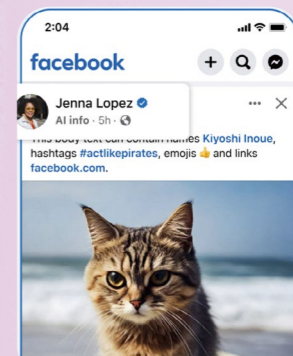 2:04
facebook
Jenna Lopez
AI info · 5h ·
This body text can contain names Kiyoshi Inoue,
hashtags #actlikepirates, emojis 👍 and links
facebook.com.